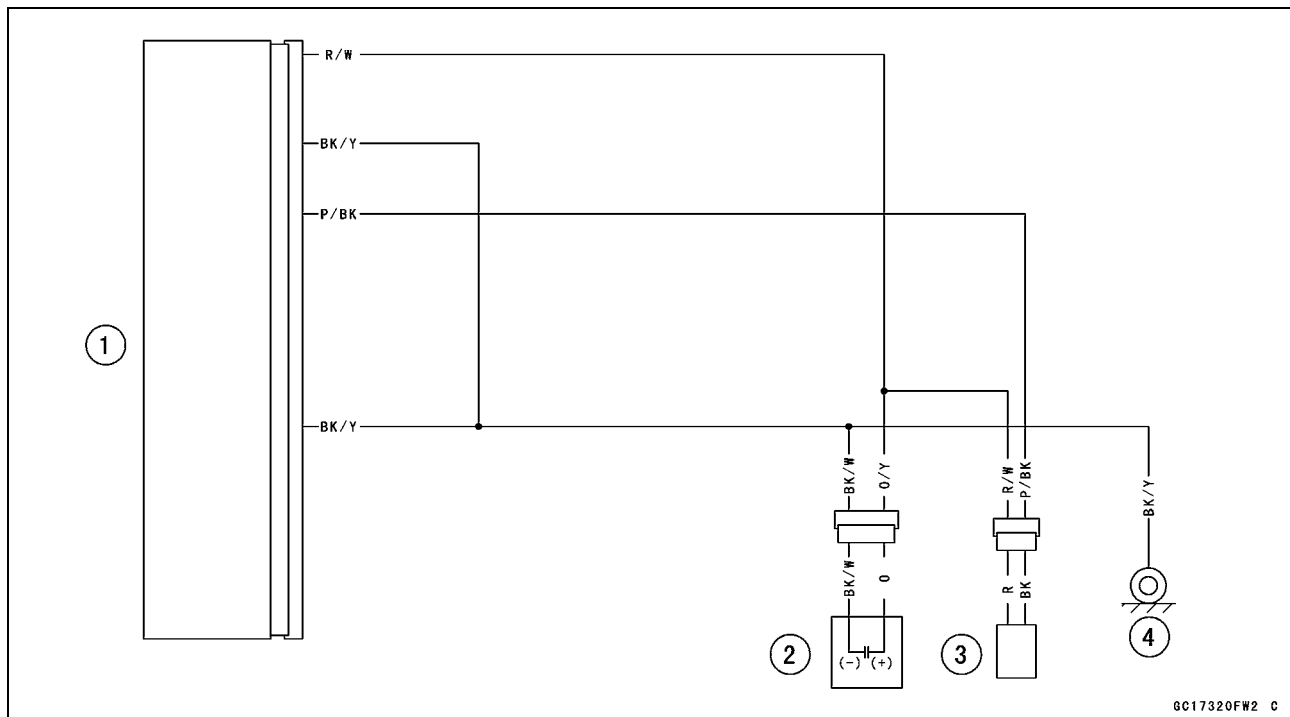 R/W
BK/Y
P/BK
1
BK/Y
BK/W
O/Y
R/W
P/BK
BK/Y
BK/W
O
R
BK
2
(-) (+)
3
4
GC17320FW2 C